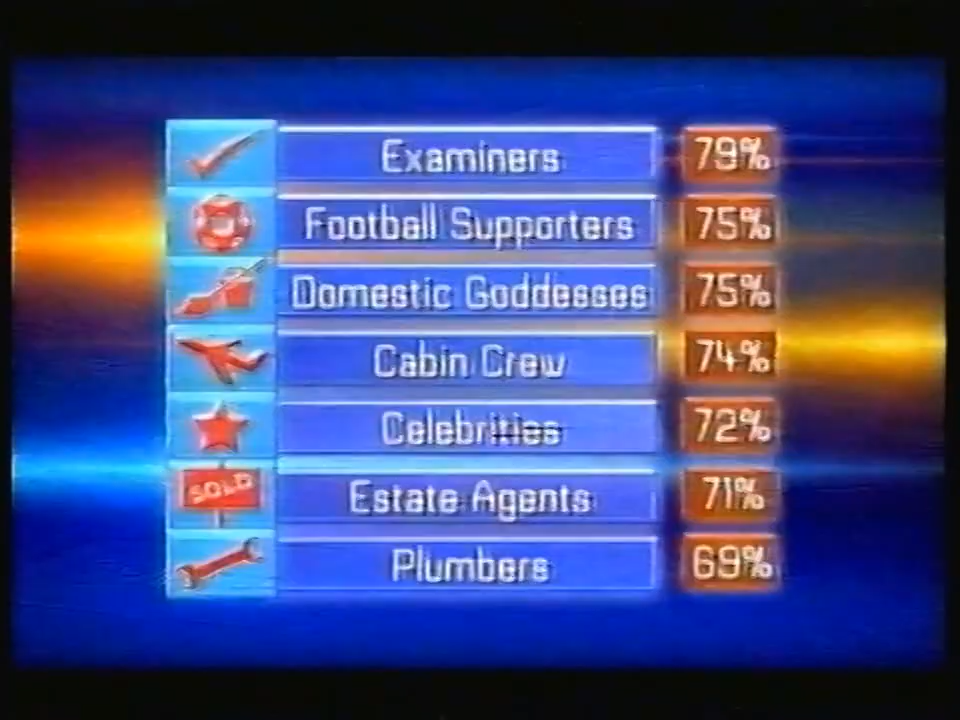 Examiners 79%
Football Supporters 75%
Domestic Goddesses 75%
Cabin Crew 74%
Celebrities 72%
SOLD
Estate Agents 71%
Plumbers 69%